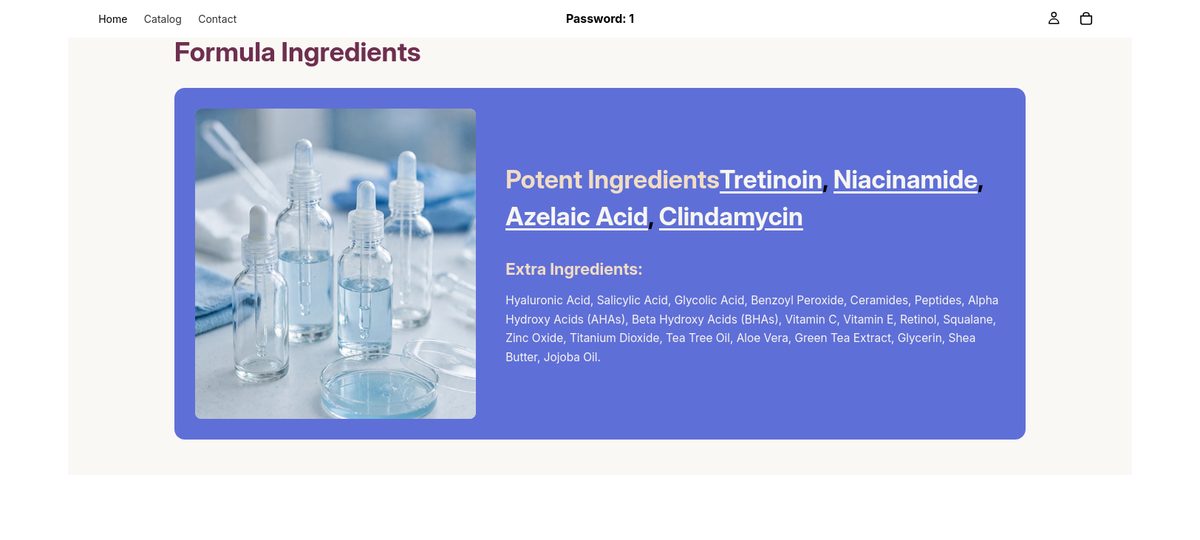 Home Catalog Contact Password: 1
Formula Ingredients
Potent IngredientsTretinoin, Niacinamide,
Azelaic Acid, Clindamycin
Extra Ingredients:
Hyaluronic Acid, Salicylic Acid, Glycolic Acid, Benzoyl Peroxide, Ceramides, Peptides, Alpha
Hydroxy Acids (AHAs), Beta Hydroxy Acids (BHAs), Vitamin C, Vitamin E, Retinol, Squalane,
Zinc Oxide, Titanium Dioxide, Tea Tree Oil, Aloe Vera, Green Tea Extract, Glycerin, Shea
Butter, Jojoba Oil.